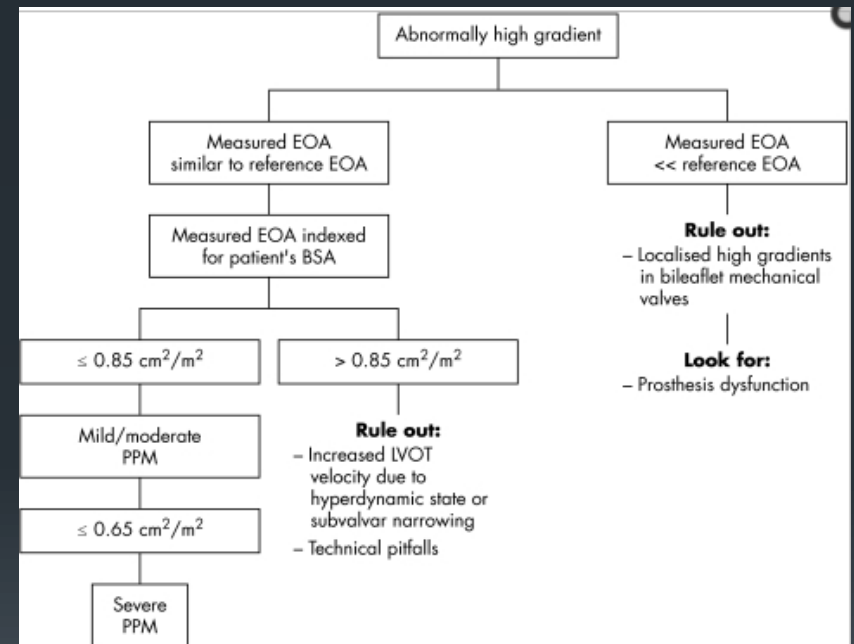 Abnormally high gradient
Measured EOA
similar to reference EOA
Measured EOA
<< reference EOA
Measured EOA indexed
for patient's BSA
Rule out:
– Localised high gradients
in bileaflet mechanical
valves
Look for:
– Prosthesis dysfunction
≤ 0.85 cm²/m²
> 0.85 cm²/m²
Mild/moderate
PPM
Rule out:
– Increased LVOT
velocity due to
hyperdynamic state or
subvalvar narrowing
– Technical pitfalls
≤ 0.65 cm²/m²
Severe
PPM